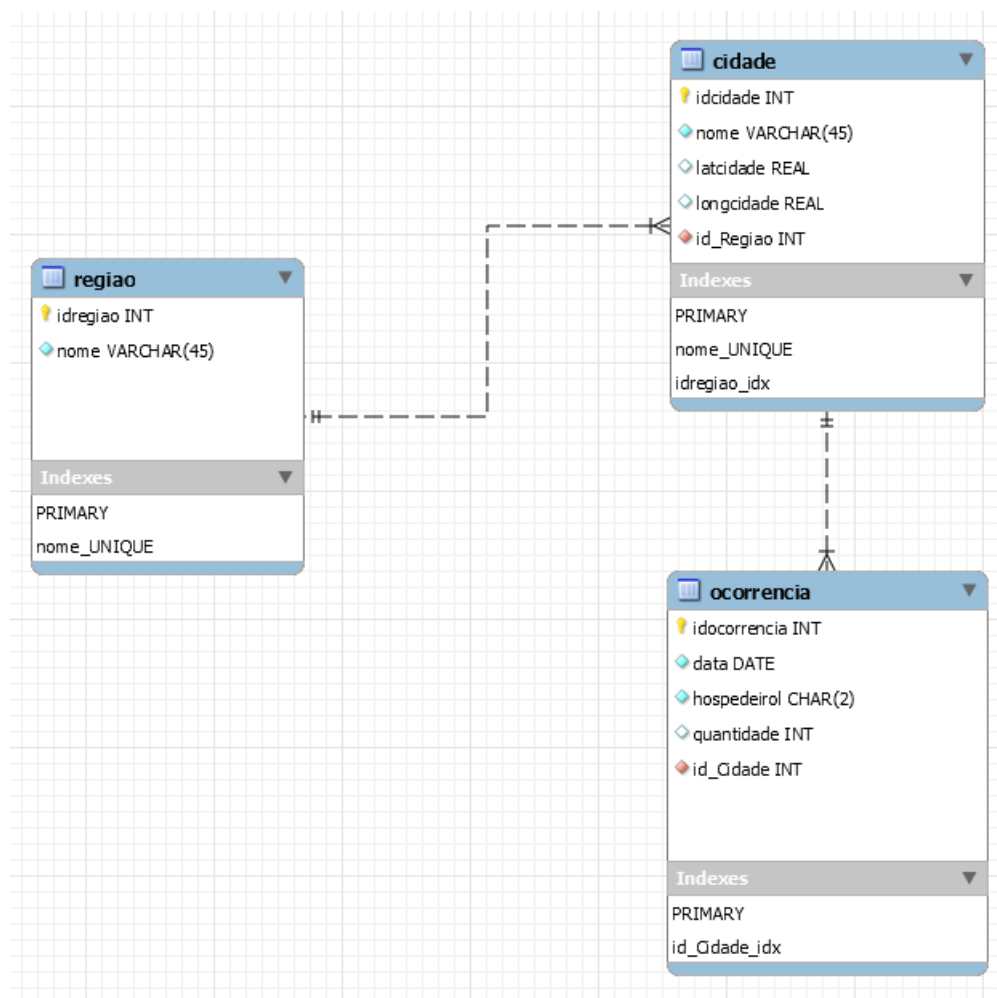 regiao
idregiao INT
nome VARCHAR(45)
Indexes
PRIMARY
nome_UNIQUE
cidade
idcidade INT
nome VARCHAR(45)
latcidade REAL
longcidade REAL
id_Regiao INT
Indexes
PRIMARY
nome_UNIQUE
idregiao_idx
ocorrencia
idocorrencia INT
data DATE
hospedeirol CHAR(2)
quantidade INT
id_Cidade INT
Indexes
PRIMARY
id_Cidade_idx